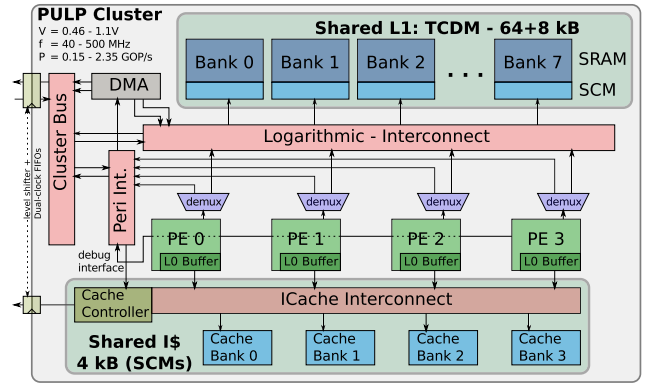 PULP Cluster
V = 0.46 - 1.1V
f = 40 - 500 MHz
P = 0.15 - 2.35 GOP/s
Shared L1: TCDM - 64+8 kB
Bank 0
Bank 1
Bank 2
. . .
Bank 7
SRAM
SCM
DMA
Cluster Bus
Logarithmic - Interconnect
level shifter +
Dual-clock FIFOs
Peri Int.
demux
demux
demux
demux
PE 0
PE 1
PE 2
PE 3
L0 Buffer
L0 Buffer
L0 Buffer
L0 Buffer
debug
interface
Cache
Controller
ICache Interconnect
Shared I$
4 kB (SCMs)
Cache
Bank 0
Cache
Bank 1
Cache
Bank 2
Cache
Bank 3